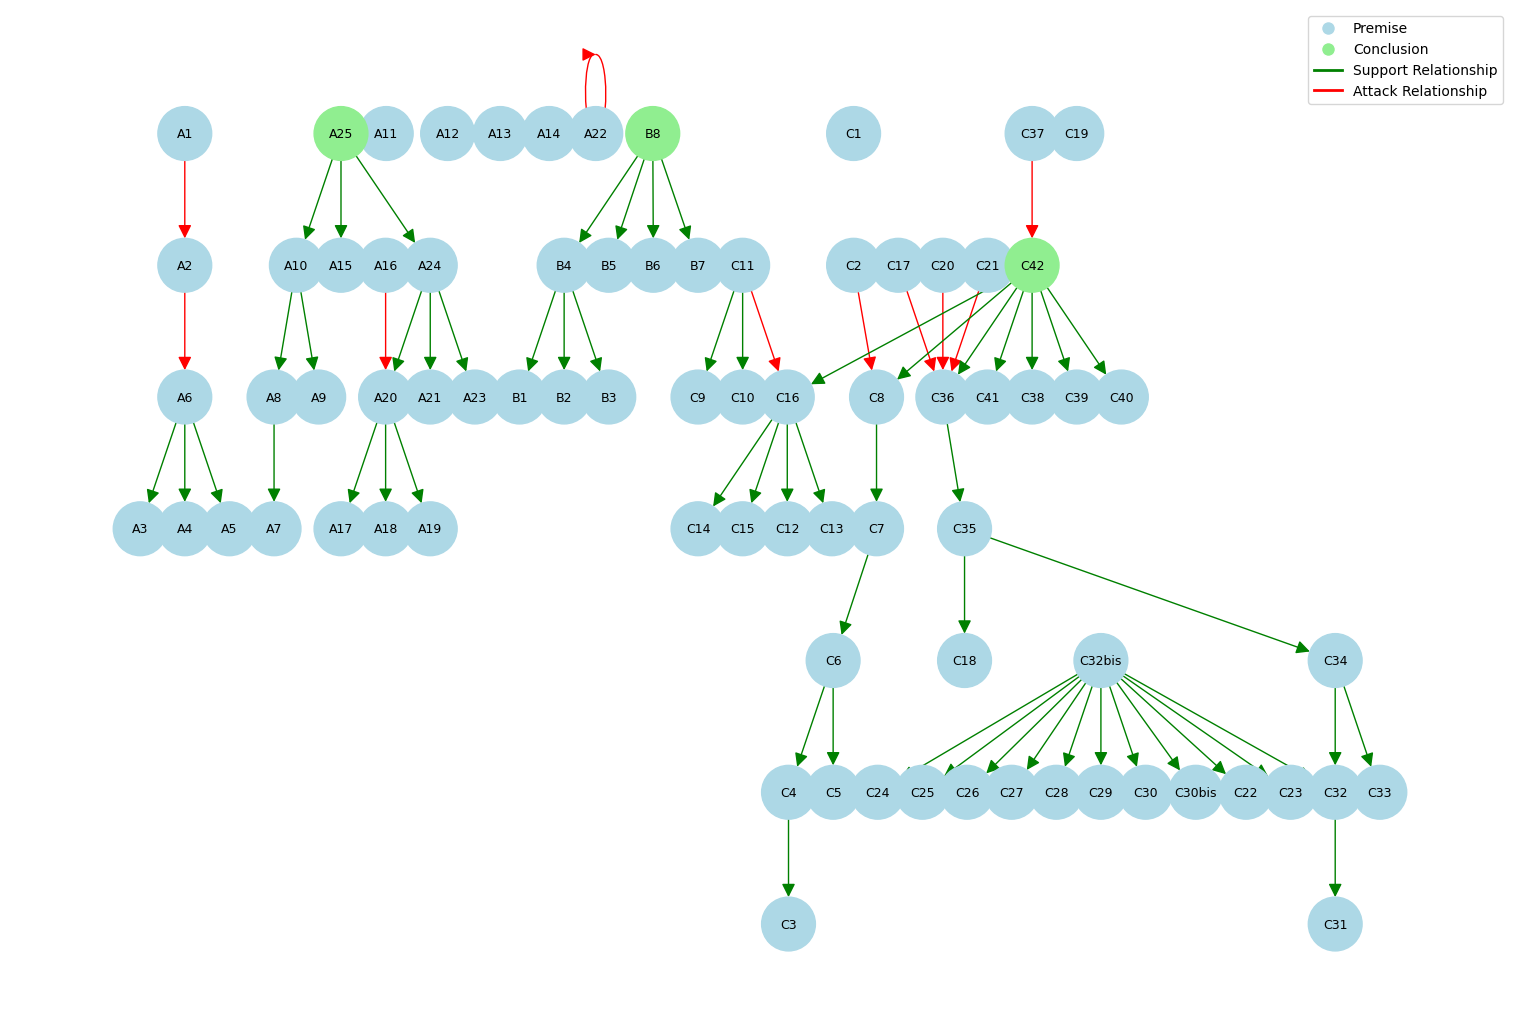 Premise
Conclusion
Support Relationship
Attack Relationship
A1 A25 A11 A12 A13 A14 A22 B8 C1 C37 C19
A2 A10 A15 A16 A24 B4 B5 B6 B7 C11 C2 C17 C20 C21 C42
A6 A8 A9 A20 A21 A23 B1 B2 B3 C9 C10 C16 C8 C36 C41 C38 C39 C40
A3 A4 A5 A7 A17 A18 A19 C14 C15 C12 C13 C7 C35
C6 C18 C32bis C34
C4 C5 C24 C25 C26 C27 C28 C29 C30 C30bis C22 C23 C32 C33
C3 C31